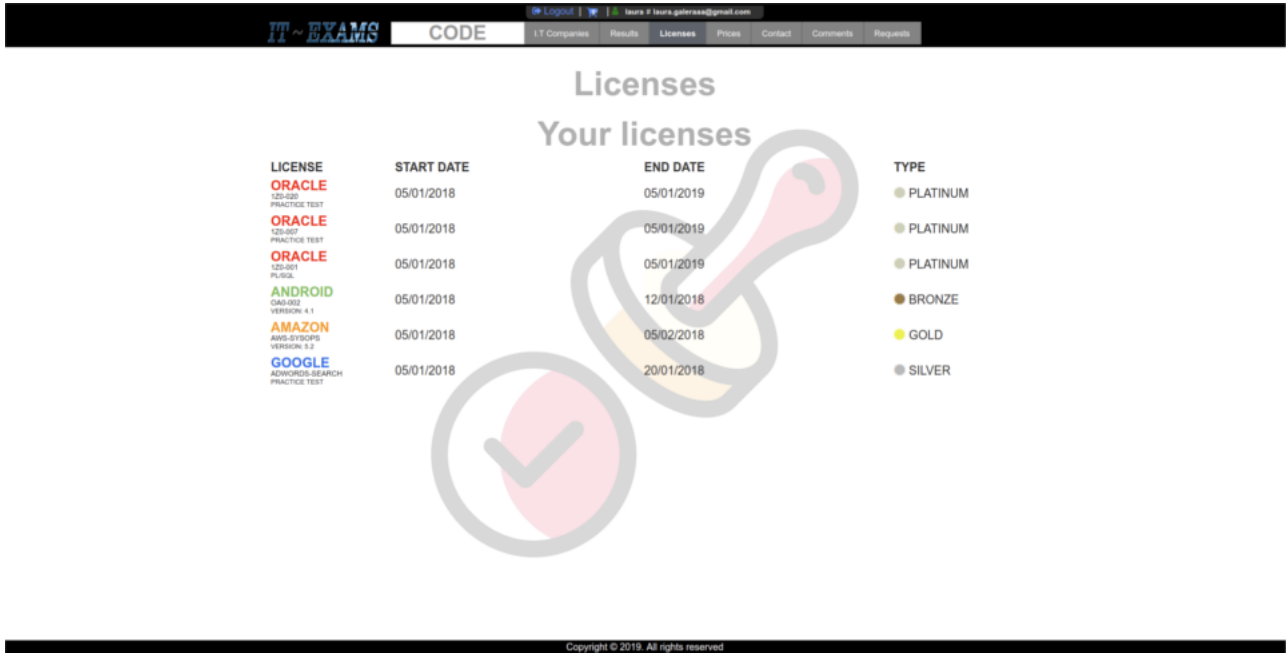 Logout | | laura # laura.galeraaa@gmail.com
IT ~ EXAMS CODE I.T Companies Results Licenses Prices Contact Comments Requests
Licenses
Your licenses
LICENSE START DATE END DATE TYPE
ORACLE
1Z0-020
PRACTICE TEST
05/01/2018 05/01/2019 PLATINUM
ORACLE
1Z0-007
PRACTICE TEST
05/01/2018 05/01/2019 PLATINUM
ORACLE
1Z0-001
PL/SQL
05/01/2018 05/01/2019 PLATINUM
ANDROID
OA0-002
VERSION: 4.1
05/01/2018 12/01/2018 BRONZE
AMAZON
AWS-SYSOPS
VERSION: 5.2
05/01/2018 05/02/2018 GOLD
GOOGLE
ADWORDS-SEARCH
PRACTICE TEST
05/01/2018 20/01/2018 SILVER
Copyright © 2019. All rights reserved